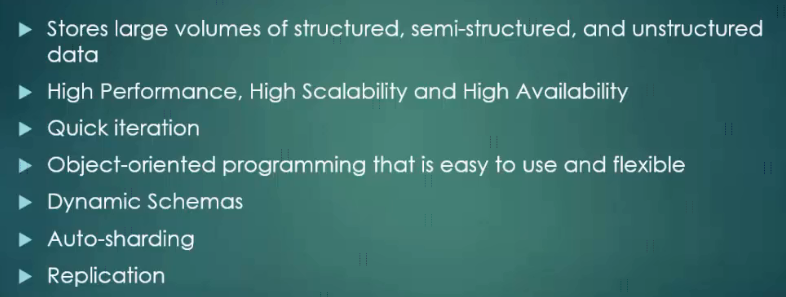 Stores large volumes of structured, semi-structured, and unstructured
data
High Performance, High Scalability and High Availability
Quick iteration
Object-oriented programming that is easy to use and flexible
Dynamic Schemas
Auto-sharding
Replication